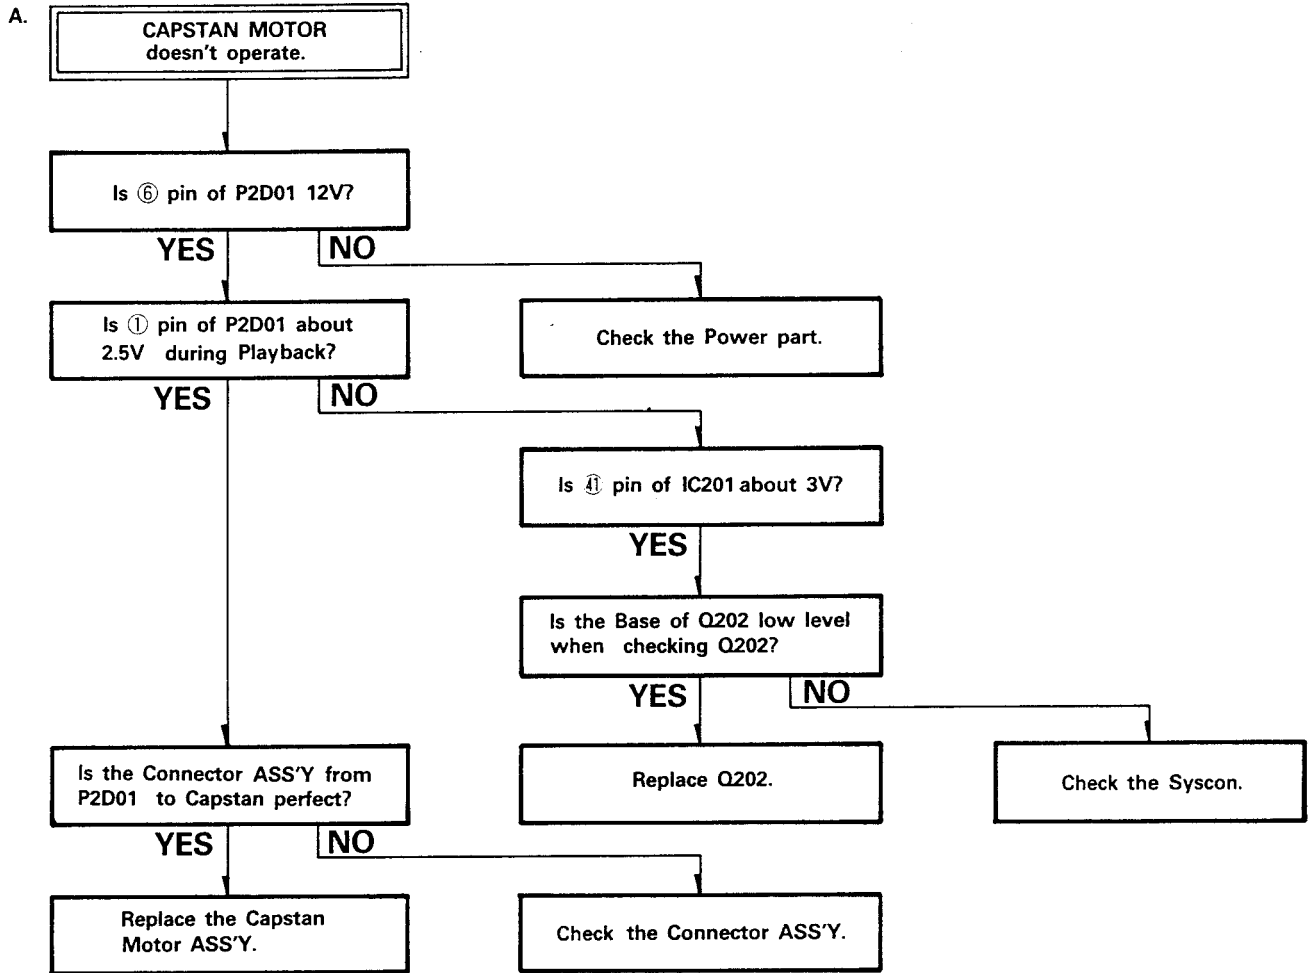 A.
CAPSTAN MOTOR
doesn't operate.
Is ⑥ pin of P2D01 12V?
YES
NO
Is ① pin of P2D01 about
2.5V during Playback?
Check the Power part.
YES
NO
Is ㊶ pin of IC201 about 3V?
YES
Is the Base of Q202 low level
when checking Q202?
YES
NO
Is the Connector ASS'Y from
P2D01 to Capstan perfect?
Replace Q202.
Check the Syscon.
YES
NO
Replace the Capstan
Motor ASS'Y.
Check the Connector ASS'Y.